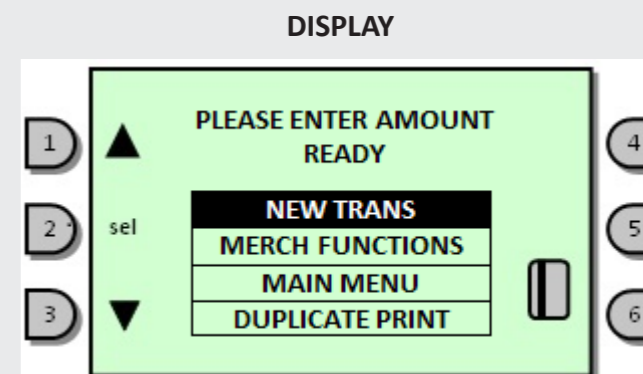 DISPLAY
PLEASE ENTER AMOUNT
READY
1
4
NEW TRANS
2
sel
5
MERCH FUNCTIONS
MAIN MENU
3
DUPLICATE PRINT
6